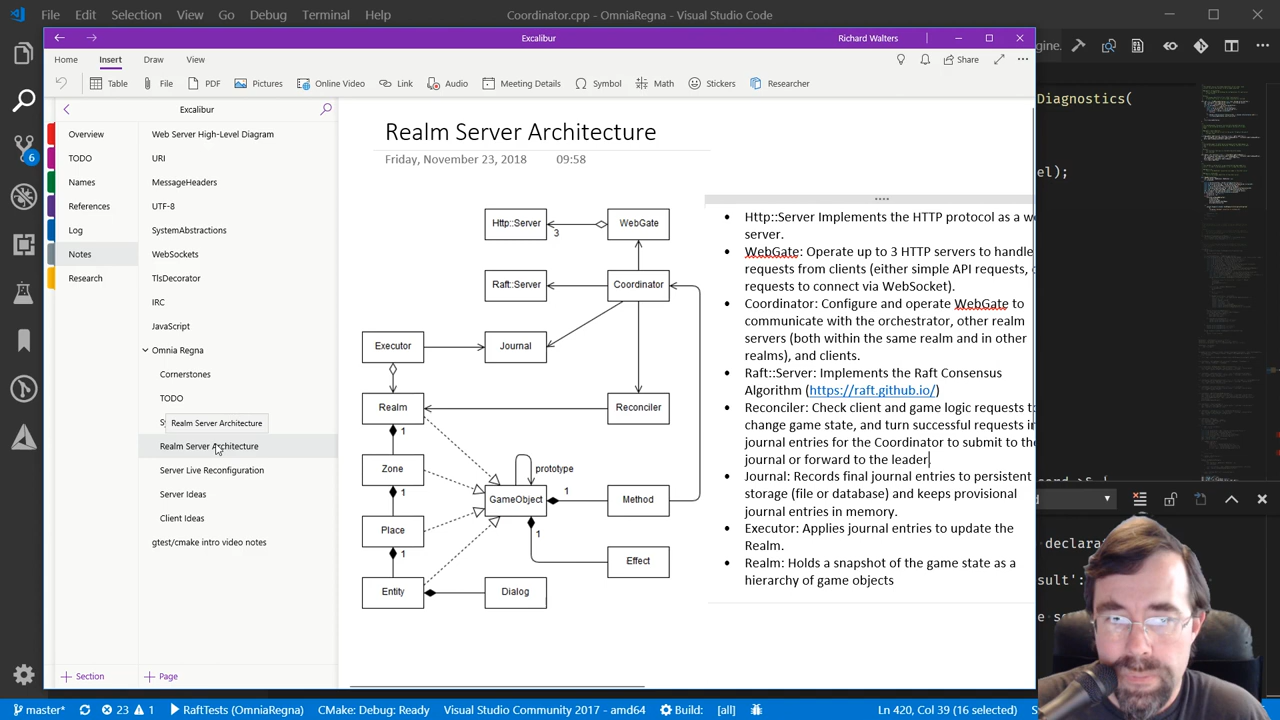 File Edit Selection View Go Debug Terminal Help
Coordinator.cpp - OmniaRegna - Visual Studio Code
Excalibur
Richard Walters
Home Insert Draw View
Share
Table File PDF Pictures Online Video Link Audio Meeting Details Symbol Math Stickers Researcher
Excalibur
Overview
TODO
Names
References
Log
Notes
Research
Web Server High-Level Diagram
URI
MessageHeaders
UTF-8
SystemAbstractions
WebSockets
TlsDecorator
IRC
JavaScript
Omnia Regna
Cornerstones
TODO
Realm Server Architecture
Realm Server Architecture
Server Live Reconfiguration
Server Ideas
Client Ideas
gtest/cmake intro video notes
Section
Page
Realm Server Architecture
Friday, November 23, 2018 09:58
Http::Server
3
WebGate
Raft::Server
Coordinator
Executor
Journal
Realm
Reconciler
1
Zone
prototype
GameObject
1
Method
1
Place
1
1
Effect
Entity
Dialog
• Http::Server Implements the HTTP protocol as a
server.
• WebGate: Operate up to 3 HTTP servers to handle
requests from clients (either simple API requests,
requests to connect via WebSocket).
• Coordinator: Configure and operate WebGate to
communicate with the orchestrator, other realm
servers (both within the same realm and in other
realms), and clients.
• Raft::Server: Implements the Raft Consensus
Algorithm (https://raft.github.io/)
• Reconciler: Check client and game logic requests
change game state, and turn successful requests
journal entries for the Coordinator to submit to
journal or forward to the leader
• Journal: Records final journal entries to persistent
storage (file or database) and keeps provisional
journal entries in memory.
• Executor: Applies journal entries to update the
Realm.
• Realm: Holds a snapshot of the game state as a
hierarchy of game objects
Diagnostics(
el);
6
master* 23 1 RaftTests (OmniaRegna) CMake: Debug: Ready Visual Studio Community 2017 - amd64 Build: [all] Ln 420, Col 39 (16 selected)